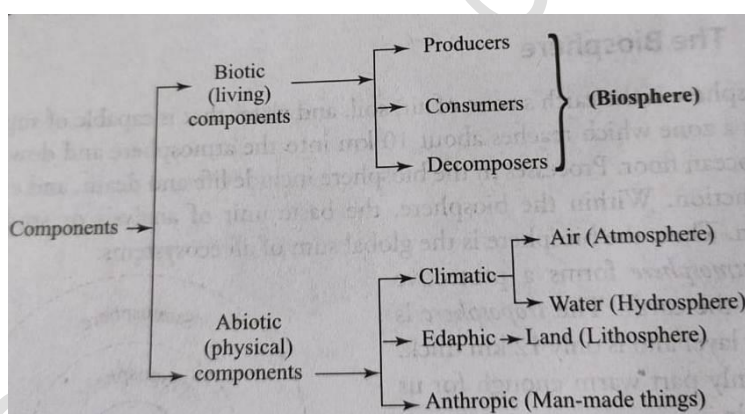 Producers
Biotic
(living)
components
Consumers
(Biosphere)
Decomposers
Components
Air (Atmosphere)
Climatic
Water (Hydrosphere)
Abiotic
(physical)
components
Edaphic
Land (Lithosphere)
Anthropic (Man-made things)